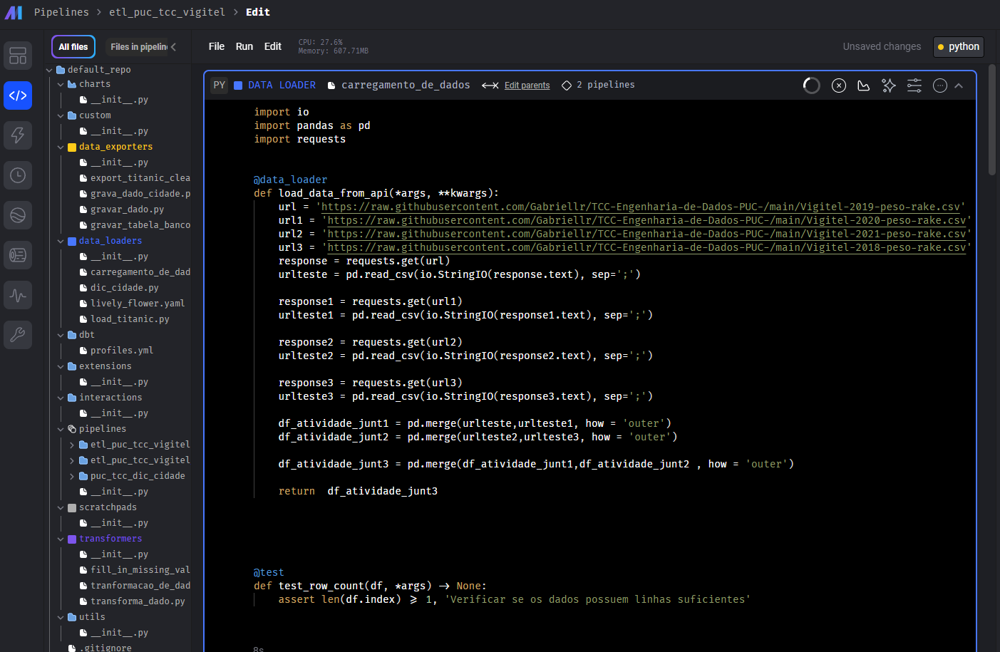 Pipelines > etl_puc_tcc_vigitel > Edit
All files
Files in pipelin
File Run Edit
CPU: 27.6%
Memory: 607.71MB
Unsaved changes
python
default_repo
charts
__init__.py
custom
__init__.py
data_exporters
__init__.py
export_titanic_clea
grava_dado_cidade.p
gravar_dado.py
gravar_tabela_banco
data_loaders
__init__.py
carregamento_de_dad
dic_cidade.py
lively_flower.yaml
load_titanic.py
dbt
profiles.yml
extensions
__init__.py
interactions
__init__.py
pipelines
etl_puc_tcc_vigitel
etl_puc_tcc_vigitel
puc_tcc_dic_cidade
__init__.py
scratchpads
__init__.py
transformers
__init__.py
fill_in_missing_val
tranformacao_de_dad
transforma_dado.py
utils
__init__.py
.gitignore
PY DATA LOADER carregamento_de_dados Edit parents 2 pipelines
import io
import pandas as pd
import requests
@data_loader
def load_data_from_api(*args, **kwargs):
url = 'https://raw.githubusercontent.com/Gabriellr/TCC-Engenharia-de-Dados-PUC-/main/Vigitel-2019-peso-rake.csv'
url1 = 'https://raw.githubusercontent.com/Gabriellr/TCC-Engenharia-de-Dados-PUC-/main/Vigitel-2020-peso-rake.csv'
url2 = 'https://raw.githubusercontent.com/Gabriellr/TCC-Engenharia-de-Dados-PUC-/main/Vigitel-2021-peso-rake.csv'
url3 = 'https://raw.githubusercontent.com/Gabriellr/TCC-Engenharia-de-Dados-PUC-/main/Vigitel-2018-peso-rake.csv'
response = requests.get(url)
urlteste = pd.read_csv(io.StringIO(response.text), sep=';')
response1 = requests.get(url1)
urlteste1 = pd.read_csv(io.StringIO(response1.text), sep=';')
response2 = requests.get(url2)
urlteste2 = pd.read_csv(io.StringIO(response2.text), sep=';')
response3 = requests.get(url3)
urlteste3 = pd.read_csv(io.StringIO(response3.text), sep=';')
df_atividade_junt1 = pd.merge(urlteste,urlteste1, how = 'outer')
df_atividade_junt2 = pd.merge(urlteste2,urlteste3, how = 'outer')
df_atividade_junt3 = pd.merge(df_atividade_junt1,df_atividade_junt2 , how = 'outer')
return df_atividade_junt3
@test
def test_row_count(df, *args) -> None:
assert len(df.index) >= 1, 'Verificar se os dados possuem linhas suficientes'
8s